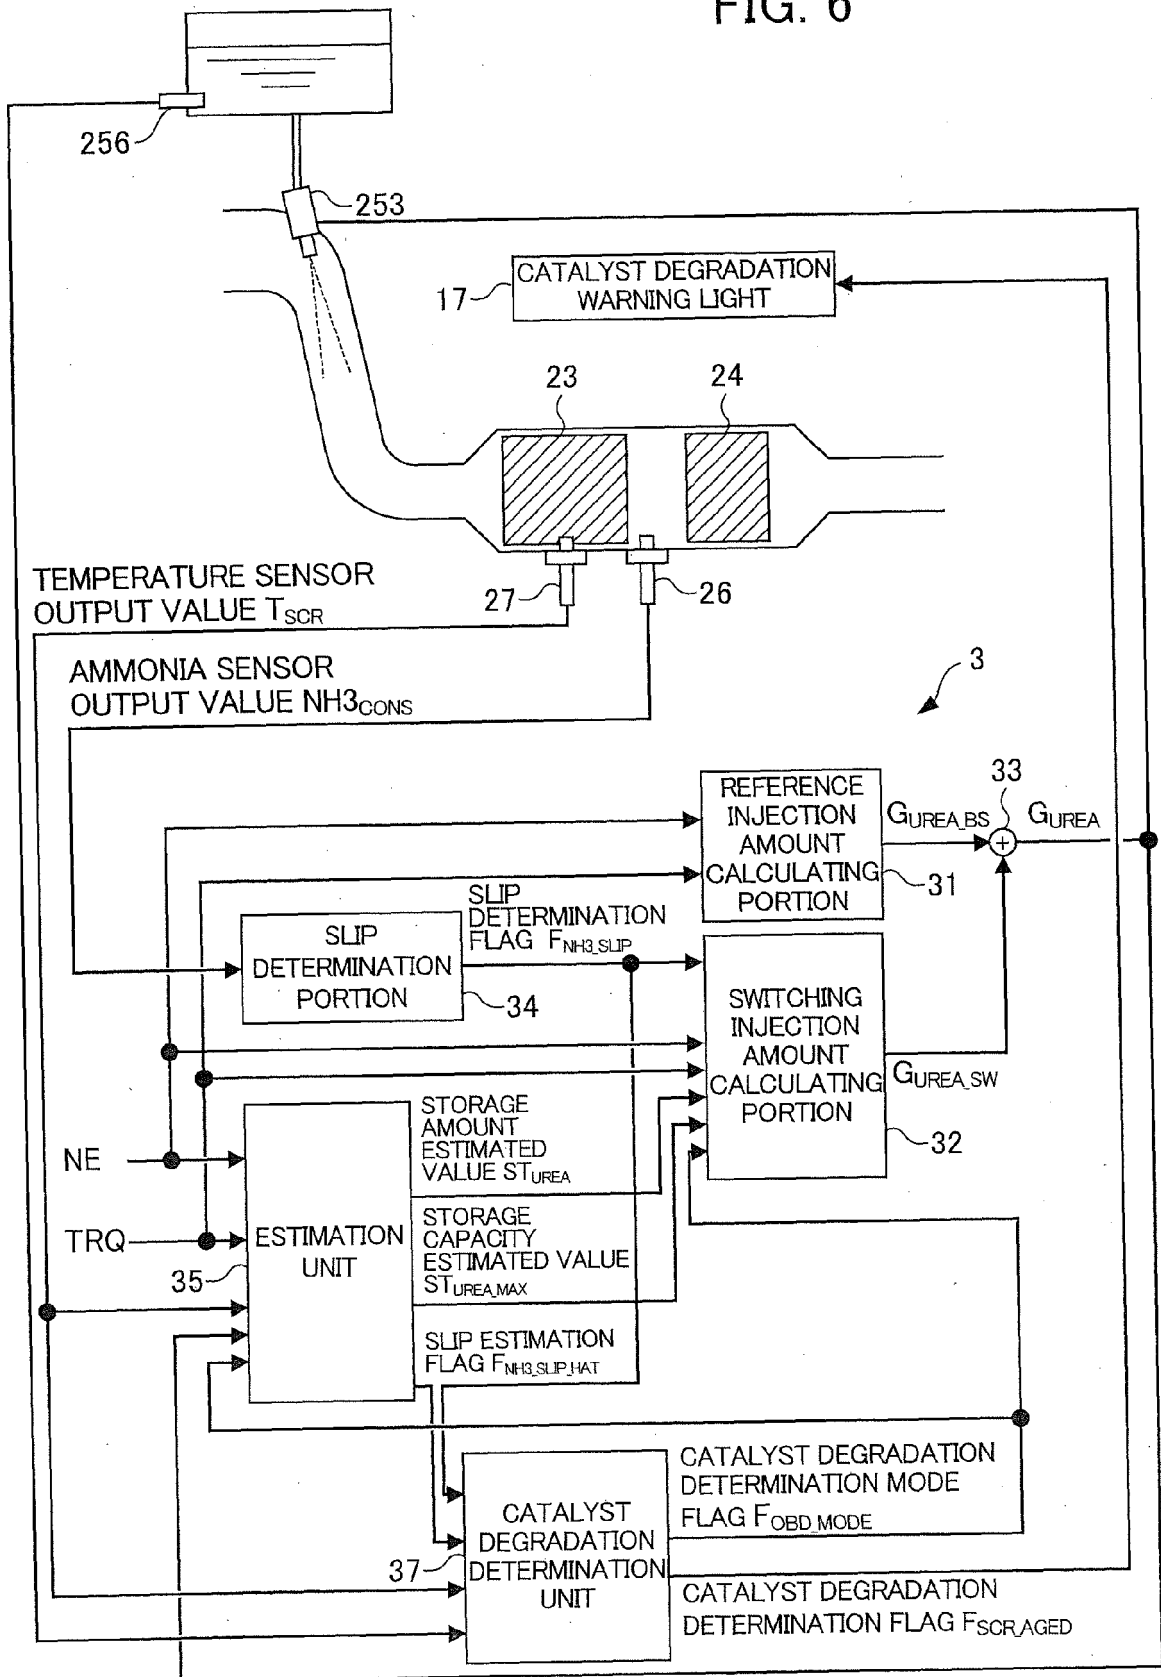 FIG. 6
256
253
CATALYST DEGRADATION
WARNING LIGHT
17
23
24
TEMPERATURE SENSOR
OUTPUT VALUE TSCR
27
26
AMMONIA SENSOR
OUTPUT VALUE NH3CONS
3
REFERENCE
INJECTION
AMOUNT
CALCULATING
PORTION
31
GUREA_BS
33
GUREA
SLIP
DETERMINATION
FLAG FNH3_SLIP
SLIP
DETERMINATION
PORTION
34
SWITCHING
INJECTION
AMOUNT
CALCULATING
PORTION
32
GUREA_SW
NE
TRQ
ESTIMATION
UNIT
35
STORAGE
AMOUNT
ESTIMATED
VALUE STUREA
STORAGE
CAPACITY
ESTIMATED VALUE
STUREA_MAX
SLIP ESTIMATION
FLAG FNH3_SLIP_HAT
CATALYST
DEGRADATION
DETERMINATION
UNIT
37
CATALYST DEGRADATION
DETERMINATION MODE
FLAG FOBD_MODE
CATALYST DEGRADATION
DETERMINATION FLAG FSCR_AGED